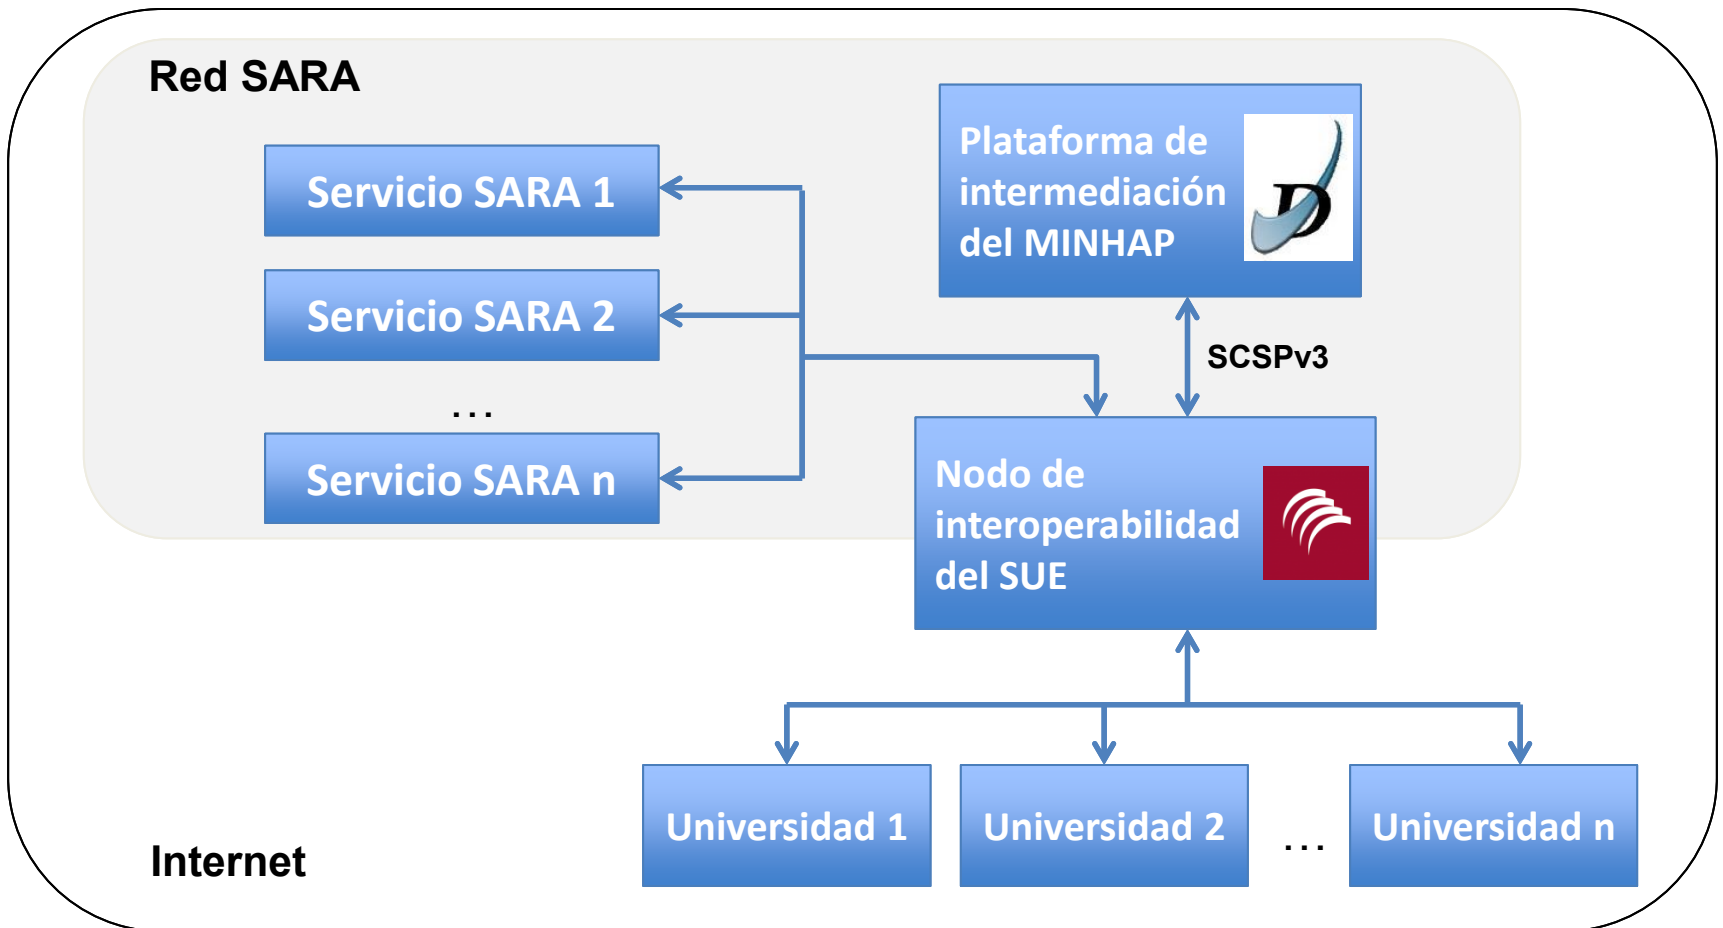 Red SARA
Servicio SARA 1
Servicio SARA 2
...
Servicio SARA n
Plataforma de
intermediación
del MINHAP
D
SCSPv3
Nodo de
interoperabilidad
del SUE
Universidad 1
Universidad 2
...
Universidad n
Internet